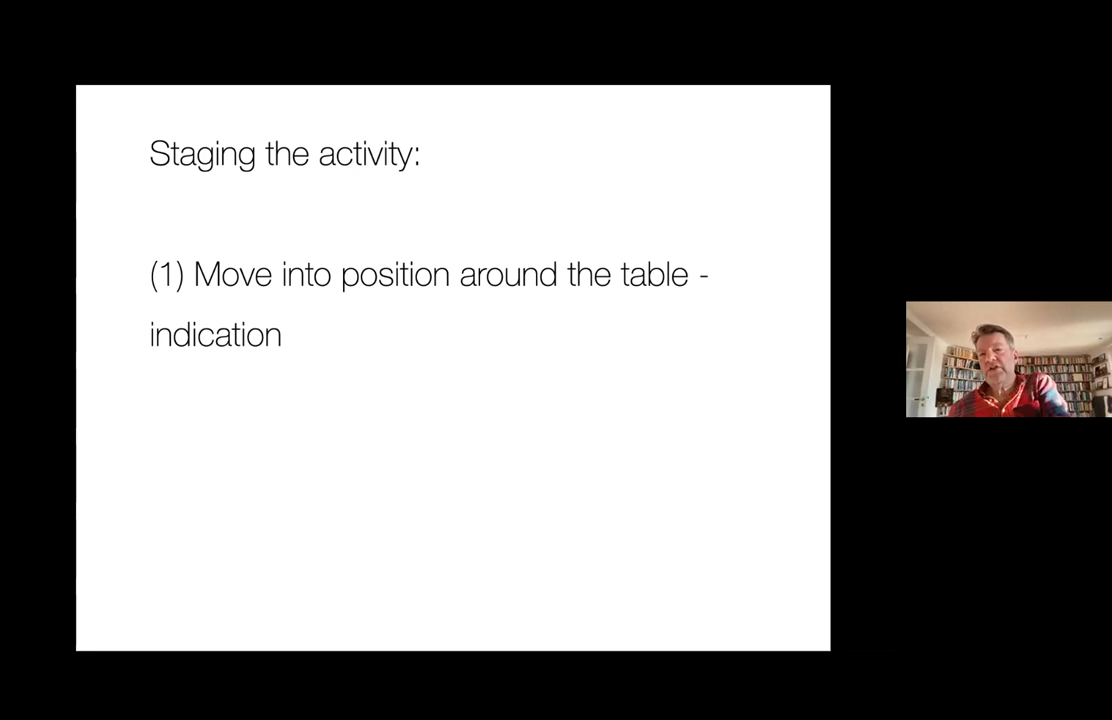 Staging the activity:
(1) Move into position around the table -
indication